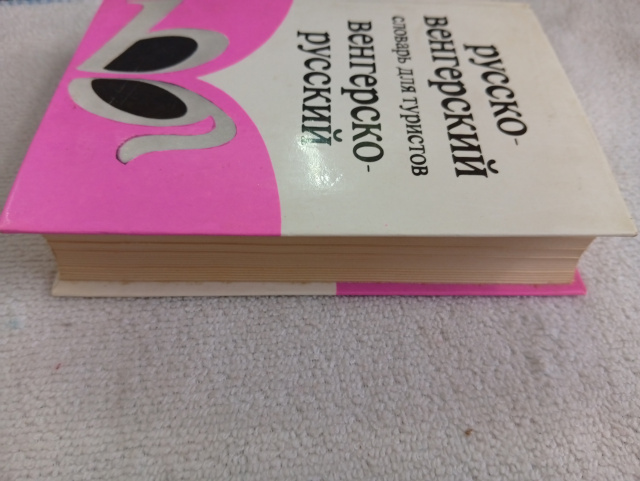 русско-
венгерский
словарь для туристов
венгерско-
русский